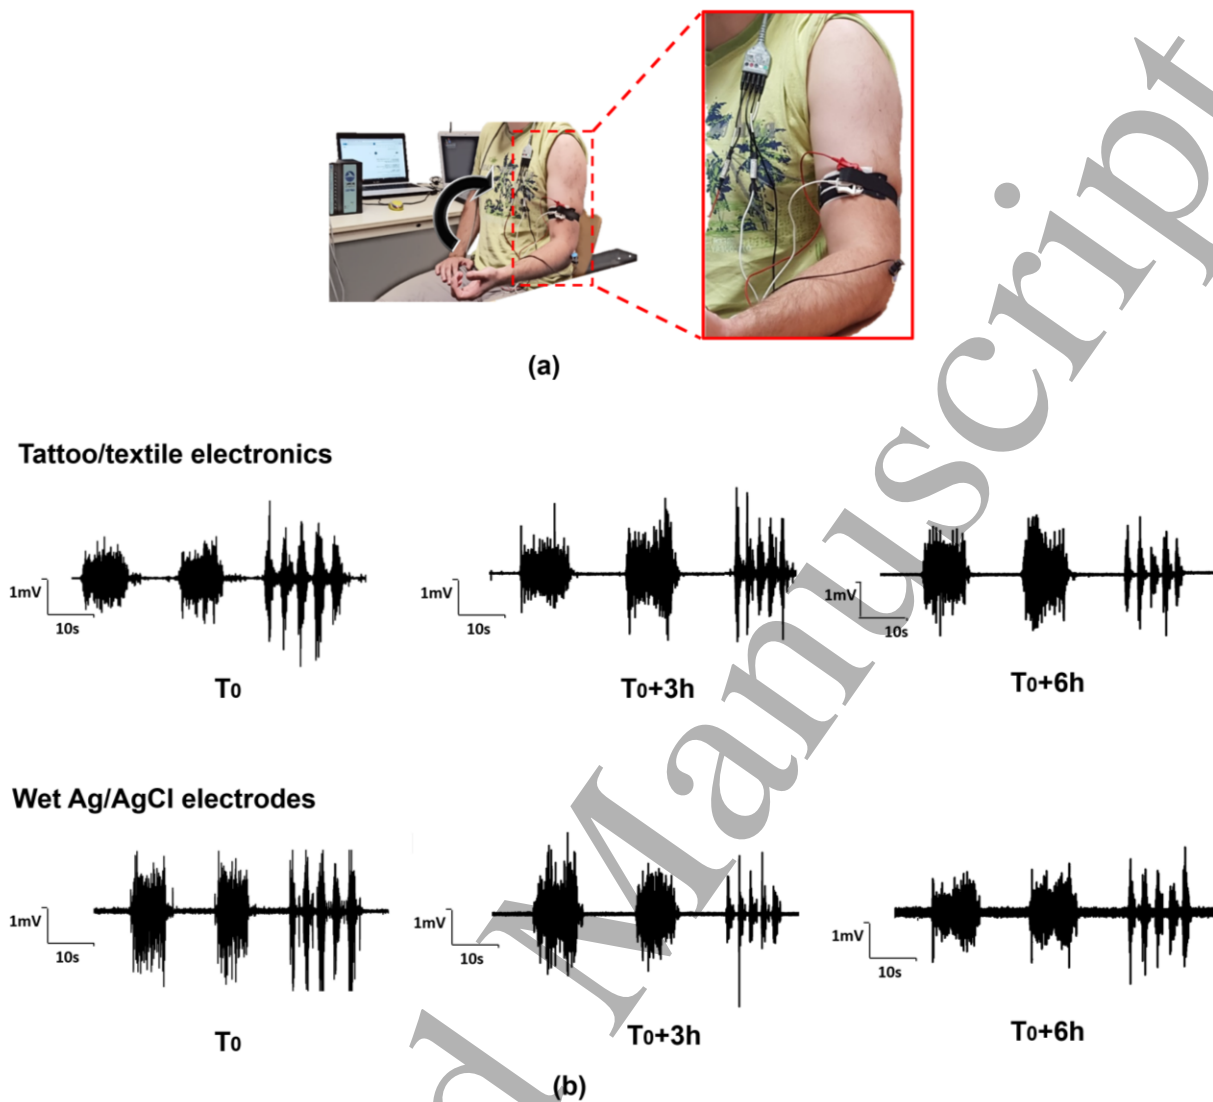 (a)
Tattoo/textile electronics
1mV
10s
T0
1mV
10s
T0+3h
1mV
10s
T0+6h
Wet Ag/AgCl electrodes
1mV
10s
T0
1mV
10s
T0+3h
1mV
10s
T0+6h
(b)
d Manuscript